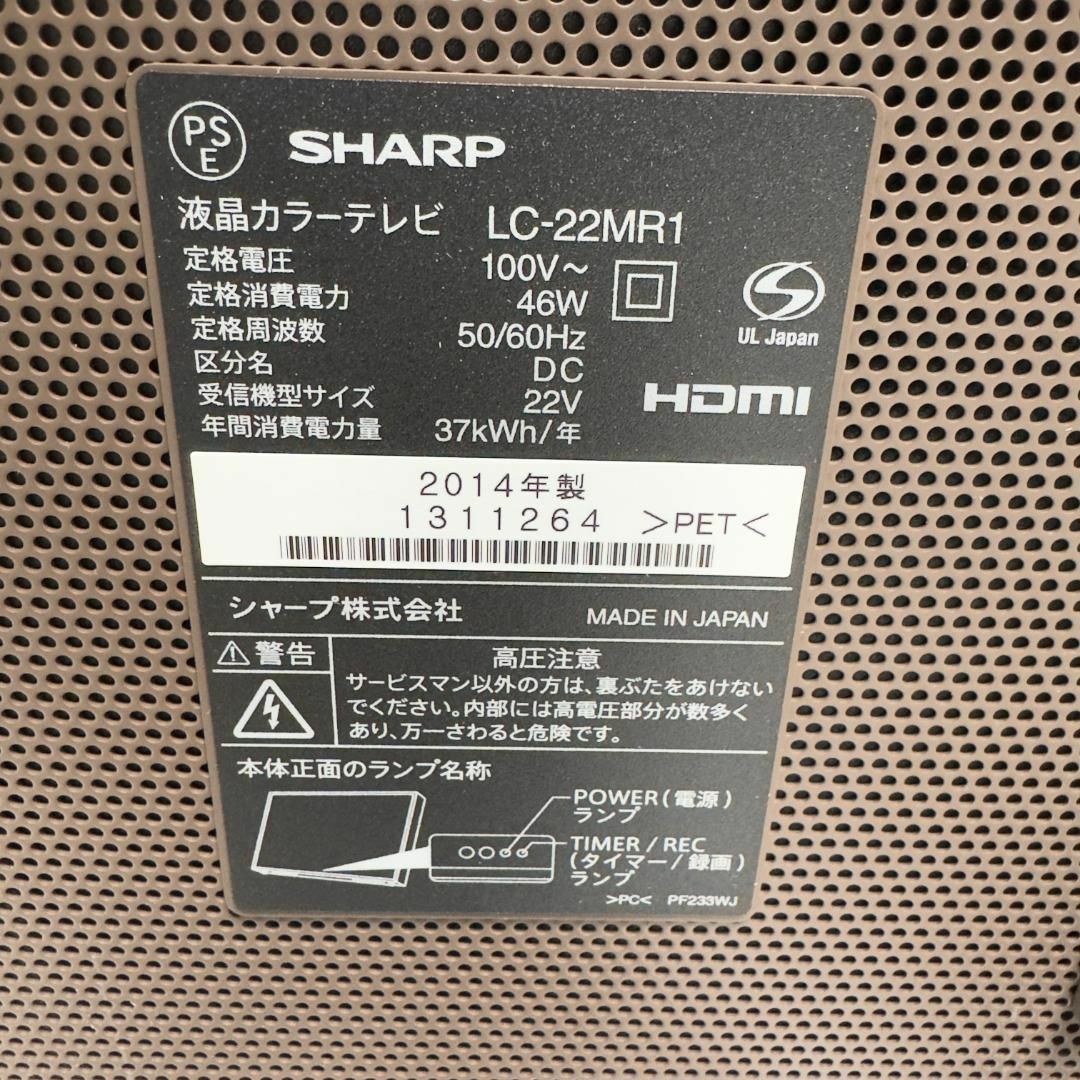 PS
E
SHARP
液晶カラーテレビ LC-22MR1
定格電圧 100V～
定格消費電力 46W
定格周波数 50/60Hz
区分名 DC
受信機型サイズ 22V
年間消費電力量 37kWh/年
UL Japan
HDMI
2014年製
1311264 >PET<
シャープ株式会社 MADE IN JAPAN
警告
高圧注意
サービスマン以外の方は、裏ぶたをあけない
でください。内部には高電圧部分が数多く
あり、万一さわると危険です。
本体正面のランプ名称
POWER(電源)
ランプ
TIMER/REC
(タイマー/録画)
ランプ
>PC< PF233WJ